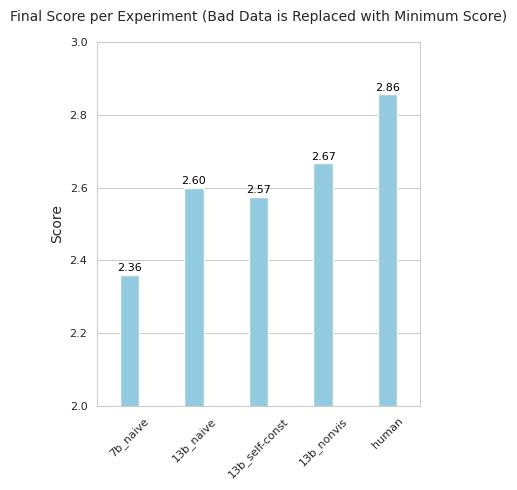 Final Score per Experiment (Bad Data is Replaced with Minimum Score)
3.0
2.8
2.6
2.4
2.2
2.0
Score
2.36
2.60
2.57
2.67
2.86
7b_naive
13b_naive
13b_self-const
13b_nonvis
human